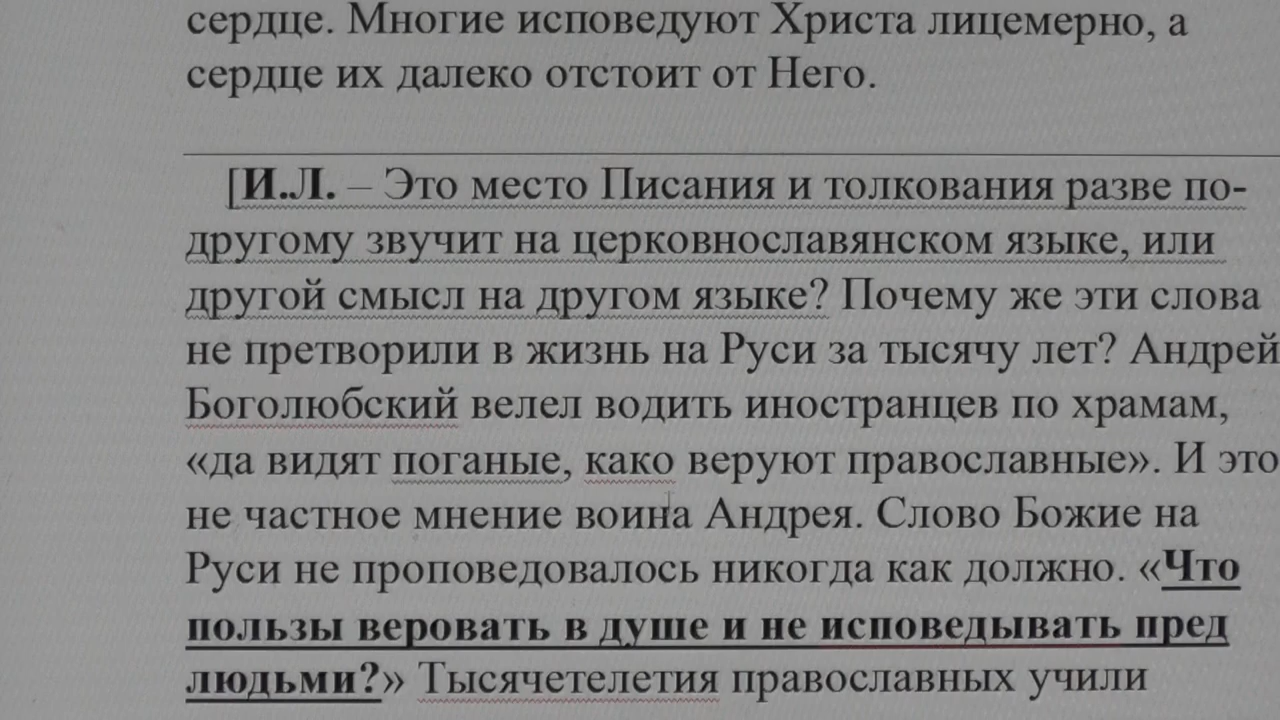 сердце. Многие исповедуют Христа лицемерно, а
сердце их далеко отстоит от Него.
[И.Л. – Это место Писания и толкования разве по-
другому звучит на церковнославянском языке, или
другой смысл на другом языке? Почему же эти слова
не претворили в жизнь на Руси за тысячу лет? Андрей
Боголюбский велел водить иностранцев по храмам,
«да видят поганые, како веруют православные». И это
не частное мнение воина Андрея. Слово Божие на
Руси не проповедовалось никогда как должно. «Что
пользы веровать в душе и не исповедывать пред
людьми?» Тысячетелетия православных учили